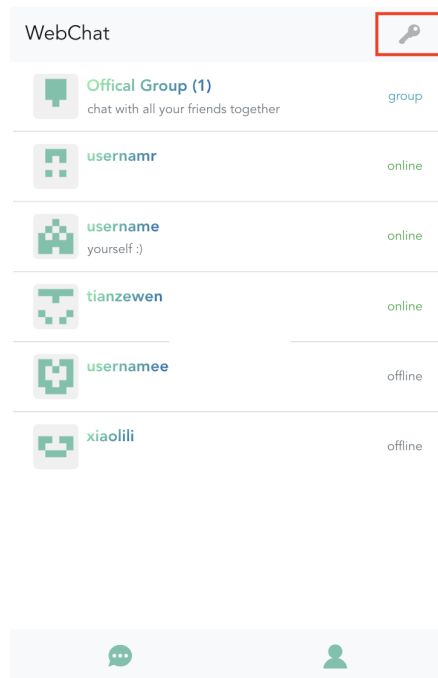 WebChat
Offical Group (1)
chat with all your friends together
group
usernamr
online
username
yourself :)
online
tianzewen
online
usernamee
offline
xiaolili
offline